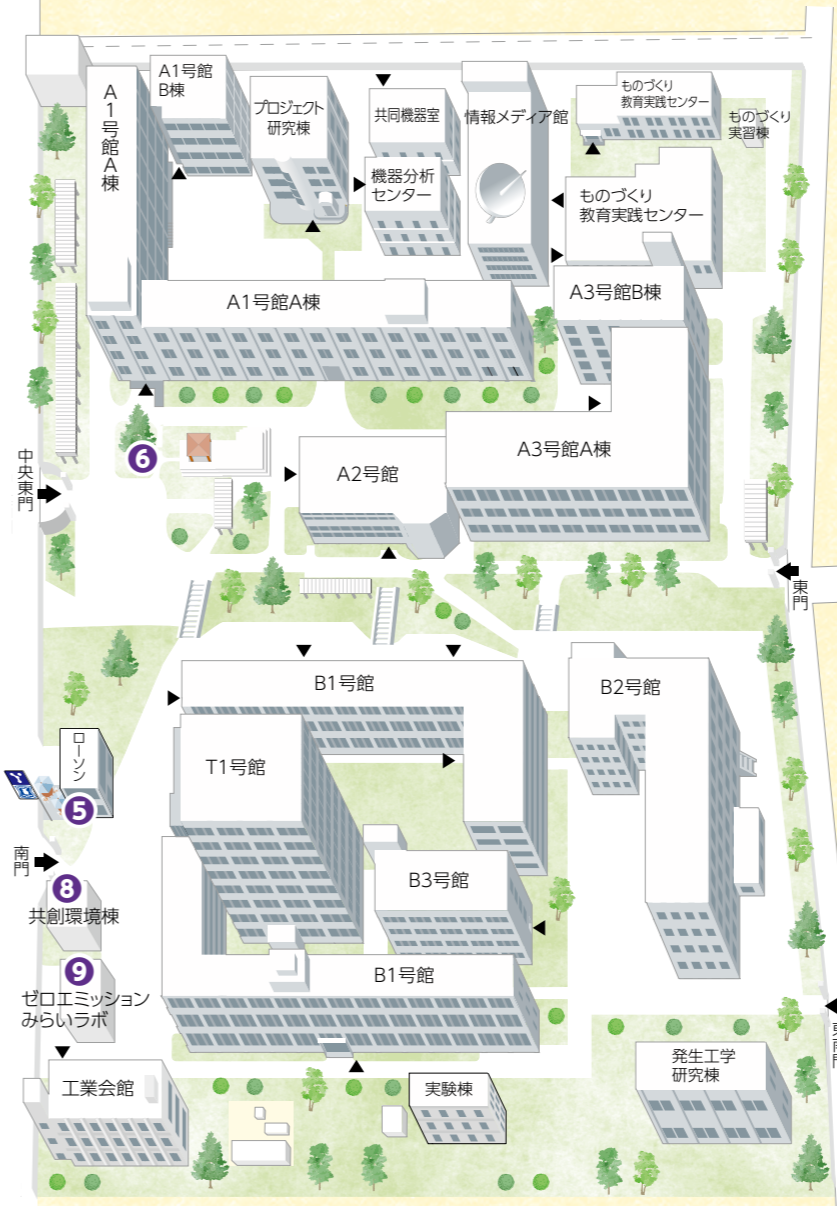 A1号館
B棟
A1号館A棟
プロジェクト
研究棟
共同機器室
情報メディア館
ものづくり
教育実践センター
ものづくり
実習棟
機器分析
センター
ものづくり
教育実践センター
A1号館A棟
A3号館B棟
6
A2号館
A3号館A棟
中央東門
東門
B1号館
B2号館
ローソン
T1号館
5
南門
8
共創環境棟
B3号館
9
ゼロエミッション
みらいラボ
B1号館
工業会館
実験棟
発生工学
研究棟